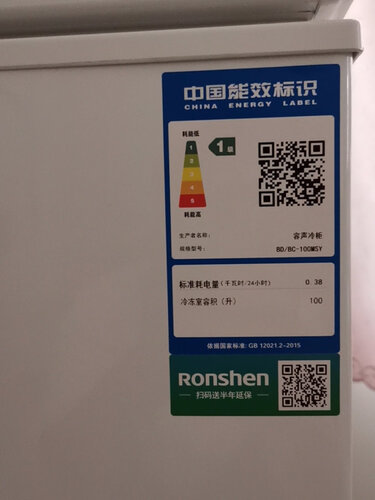 中国能效标识
CHINA ENERGY LABEL
耗能低
1
2
3
4
5
耗能高
1级
生产者名称: 容声冷柜
规格型号: BD/BC-100MSY
标准耗电量(千瓦时/24小时) 0.38
冷冻室容积(升) 100
依据国家标准: GB 12021.2-2015
Ronshen
扫码送半年延保